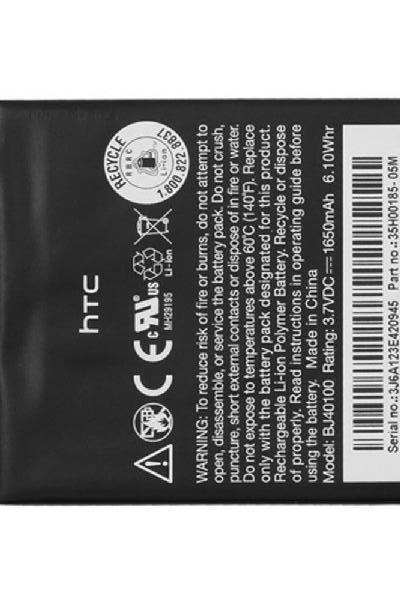 RECYCLE
RBRC
Li-ion
1.800.822.8837
Li-ion
hTC
CE
c RU US
MH29195
WARNING: To reduce risk of fire or burns, do not attempt to
open, disassemble, or service the battery pack. Do not crush,
puncture, short external contacts or dispose of in fire or water.
Do not expose to temperatures above 60°C (140°F). Replace
only with the battery pack designated for this product.
Rechargeable Li-ion Polymer Battery. Recycle or dispose
of properly. Read instructions in operating guide before
using the battery. Made in China
Model: BJ40100 Rating: 3.7VDC 1650mAh 6.10Whr
Serial no.:3J6A123E420945 Part no.:35H00185-05M